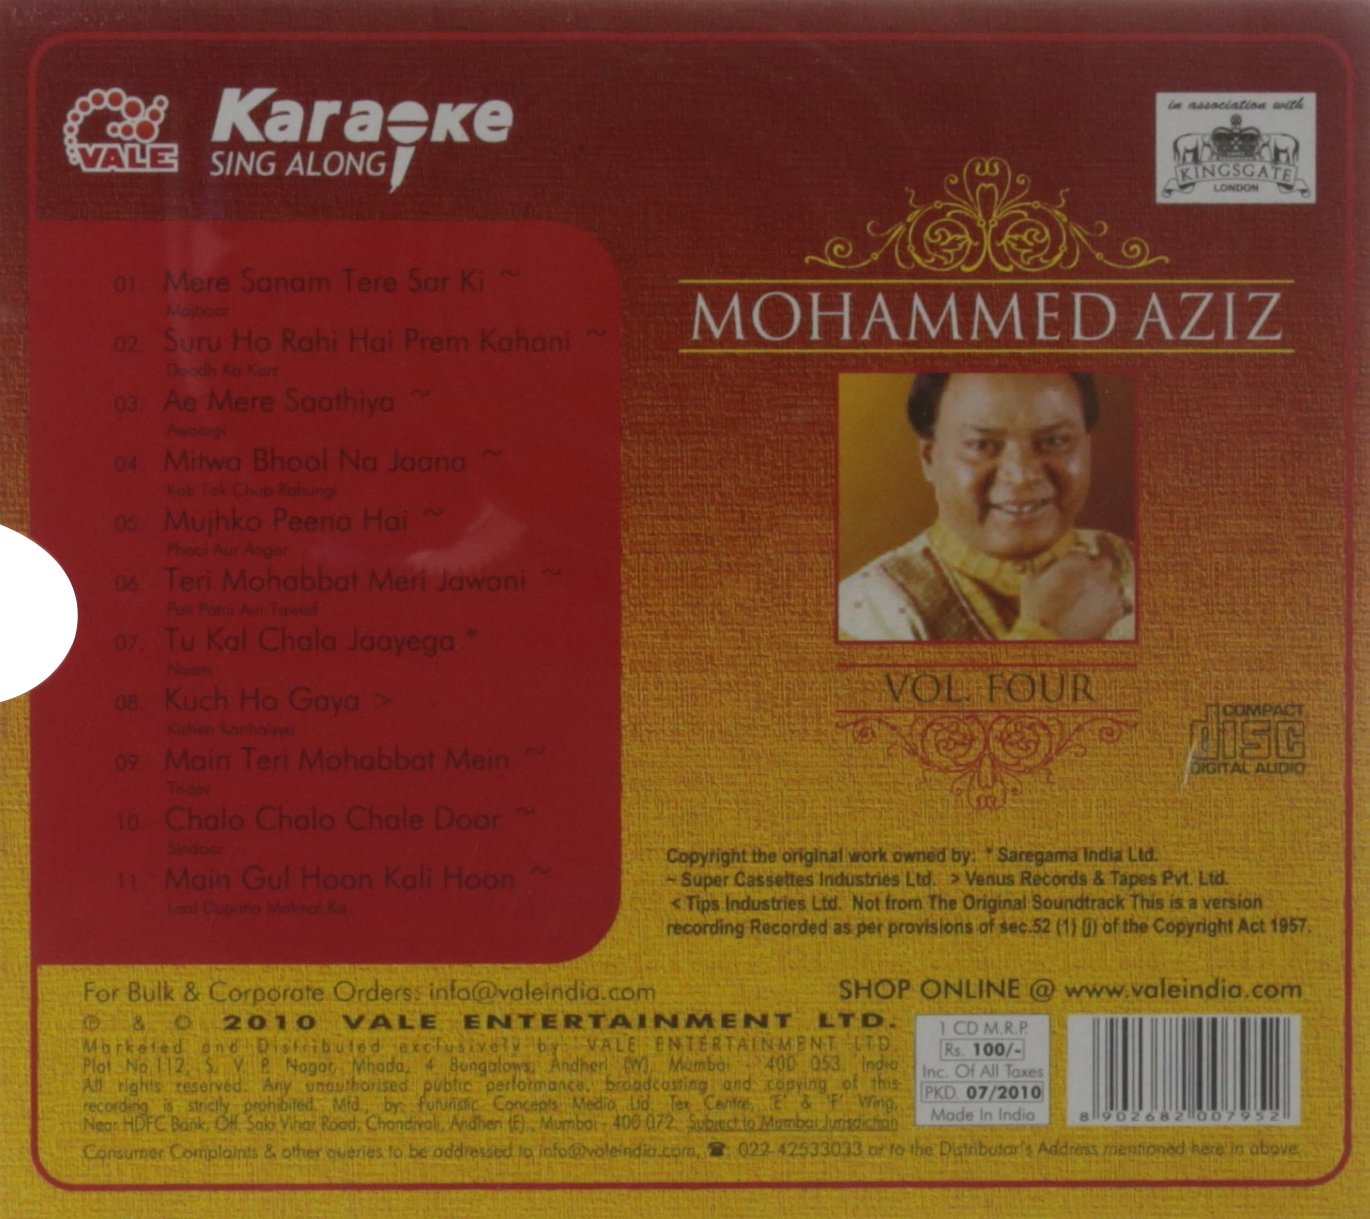 VALE
Karaoke
SING ALONG
in association with
KINGSGATE
LONDON
01. Mere Sanam Tere Sar Ki ~
Majboor
02. Suru Ho Rahi Hai Prem Kahani ~
Doodh Ka Karz
03. Ae Mere Saathiya ~
Awaargi
04. Mitwa Bhool Na Jaana ~
Kab Tak Chup Rahungi
05. Mujhko Peena Hai ~
Phool Aur Angar
06. Teri Mohabbat Meri Jawani ~
Pati Patni Aur Tawaif
07. Tu Kal Chala Jaayega *
Naam
08. Kuch Ho Gaya >
Kishen Kanhaiyya
09. Main Teri Mohabbat Mein ~
Tridev
10. Chalo Chalo Chale Door ~
Sindoor
11. Main Gul Hoon Kali Hoon ~
Laal Dupatta Malmal Ka
MOHAMMED AZIZ
VOL. FOUR
COMPACT
disc
DIGITAL AUDIO
Copyright the original work owned by: * Saregama India Ltd.
~ Super Cassettes Industries Ltd. > Venus Records & Tapes Pvt. Ltd.
< Tips Industries Ltd. Not from The Original Soundtrack This is a version
recording Recorded as per provisions of sec.52 (1) (j) of the Copyright Act 1957.
For Bulk & Corporate Orders: info@valeindia.com
SHOP ONLINE @ www.valeindia.com
℗ & © 2010 VALE ENTERTAINMENT LTD.
Marketed and Distributed exclusively by VALE ENTERTAINMENT LTD.
Plot No.112, S. V. P. Nagar, Mhada, 4 Bungalows, Andheri (W), Mumbai - 400 053. India
All rights reserved. Any unauthorised public performance, broadcasting and copying of this
recording is strictly prohibited. Mfd. by: Futuristic Concepts Media Ltd. Tex Centre, 'E' & 'F' Wing,
Near HDFC Bank, Off. Saki Vihar Road, Chandivali, Andheri (E)., Mumbai - 400 072. Subject to Mumbai Jurisdiction
Consumer Complaints & other queries to be addressed to info@valeindia.com, ☎: 022-42533033 or to the Distributor's Address mentioned here in above.
1 CD M.R.P.
Rs. 100/-
Inc. Of All Taxes
PKD. 07/2010
Made In India
8 902682 007952